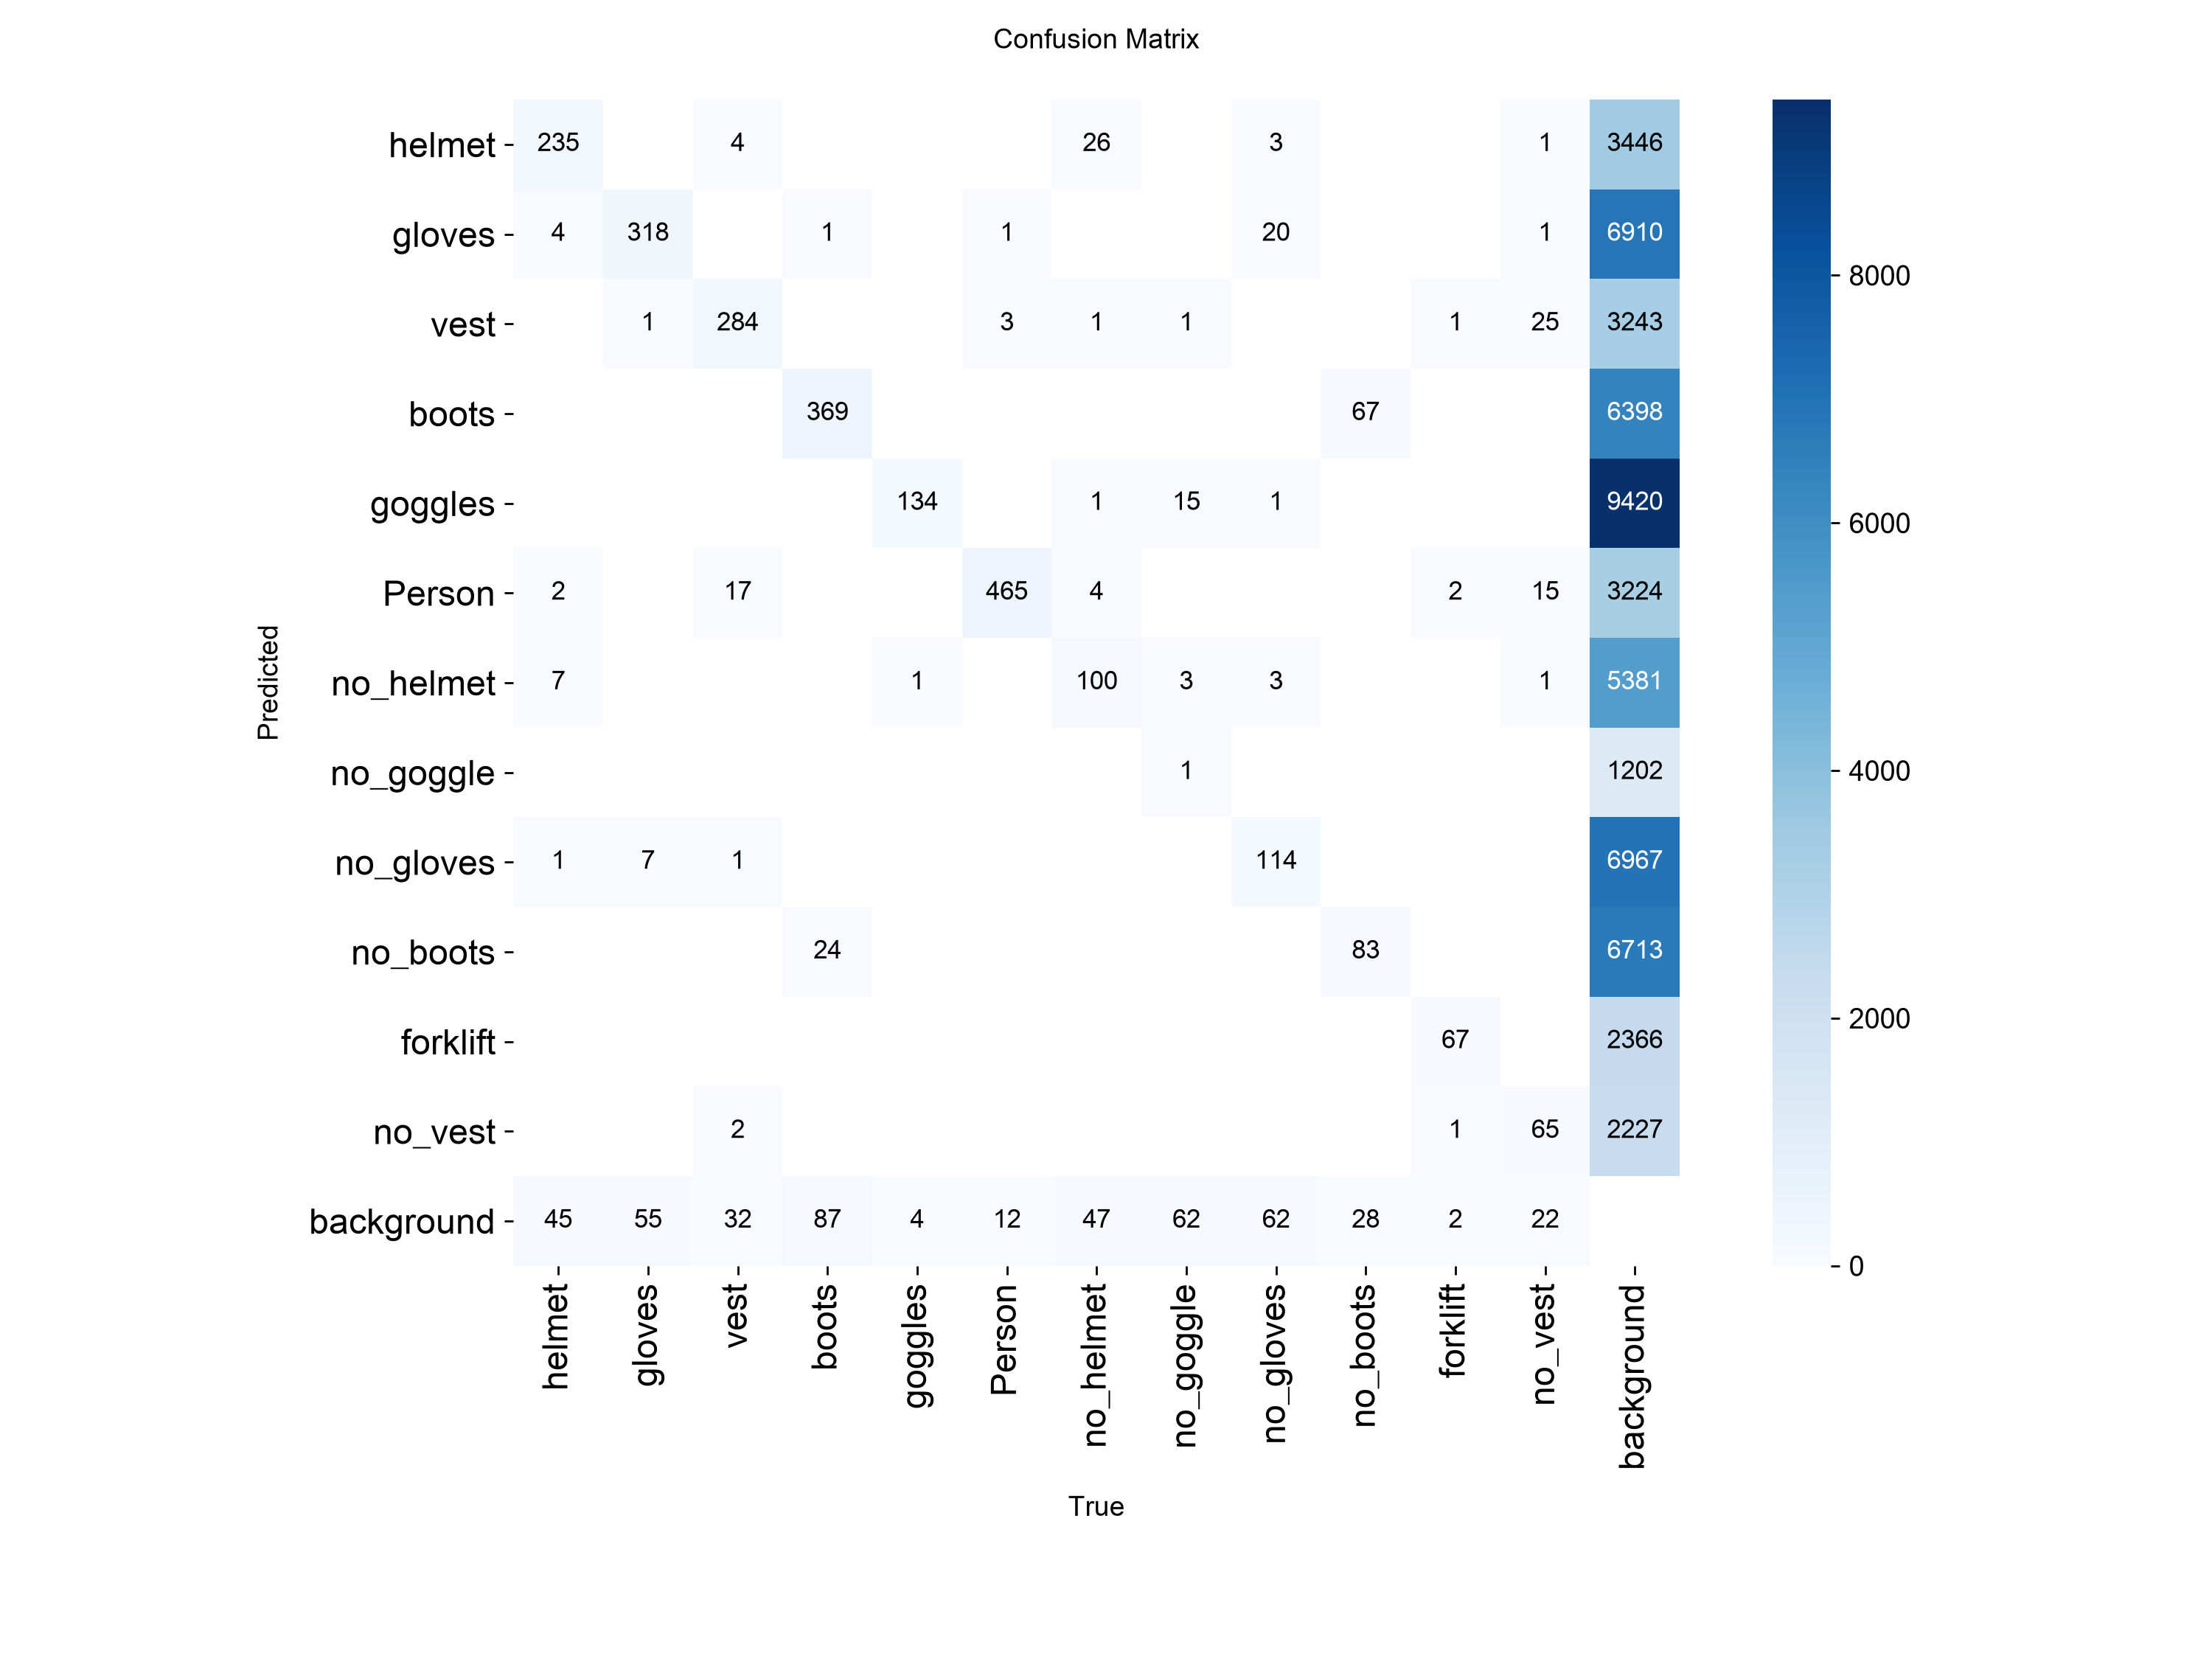 Confusion Matrix
helmet 235 4 26 3 1 3446
gloves 4 318 1 1 20 1 6910
vest 1 284 3 1 1 1 25 3243
boots 369 67 6398
goggles 134 1 15 1 9420
Person 2 17 465 4 2 15 3224
no_helmet 7 1 100 3 3 1 5381
no_goggle 1 1202
no_gloves 1 7 1 114 6967
no_boots 24 83 6713
forklift 67 2366
no_vest 2 1 65 2227
background 45 55 32 87 4 12 47 62 62 28 2 22
helmet gloves vest boots goggles Person no_helmet no_goggle no_gloves no_boots forklift no_vest background
True
Predicted
8000
6000
4000
2000
0